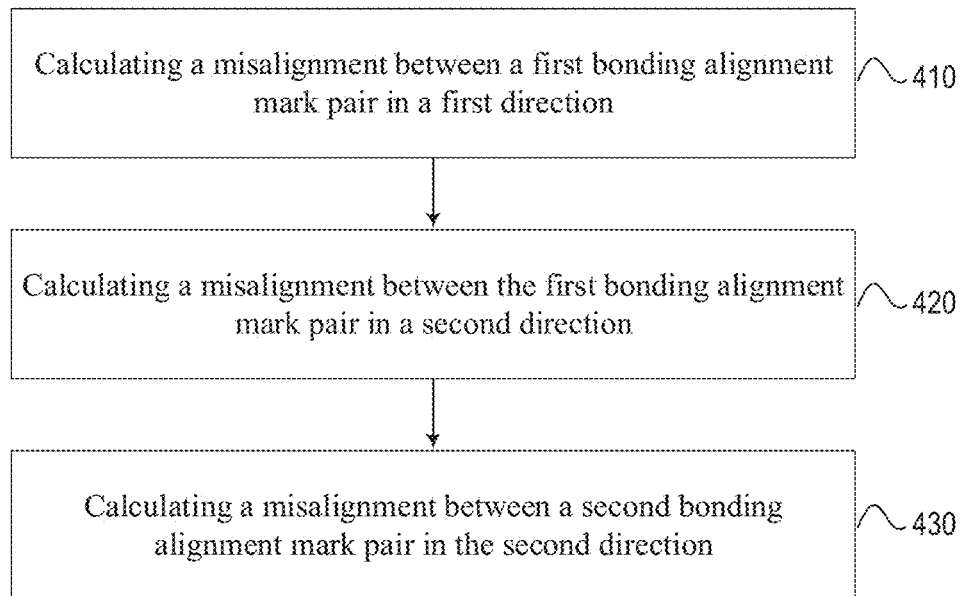 Calculating a misalignment between a first bonding alignment
mark pair in a first direction
410
Calculating a misalignment between the first bonding alignment
mark pair in a second direction
420
Calculating a misalignment between a second bonding
alignment mark pair in the second direction
430